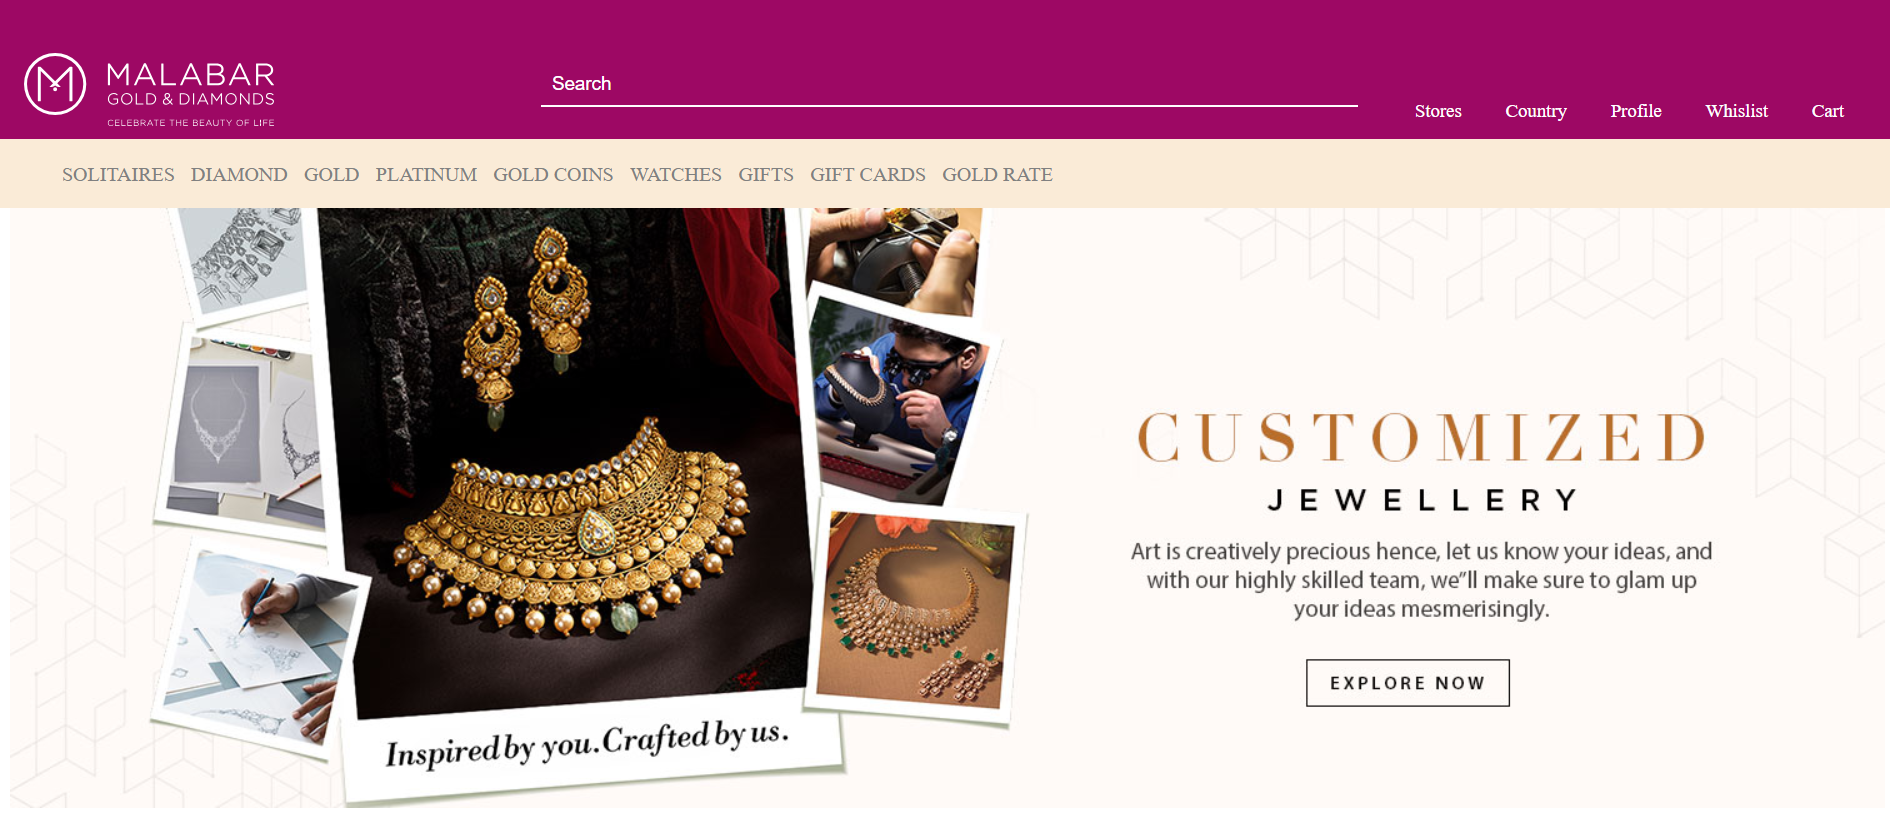 MALABAR
GOLD & DIAMONDS
CELEBRATE THE BEAUTY OF LIFE
Search
Stores Country Profile Whislist Cart
SOLITAIRES DIAMOND GOLD PLATINUM GOLD COINS WATCHES GIFTS GIFT CARDS GOLD RATE
Inspired by you.Crafted by us.
CUSTOMIZED
JEWELLERY
Art is creatively precious hence, let us know your ideas, and
with our highly skilled team, we"ll make sure to glam up
your ideas mesmerisingly.
EXPLORE NOW